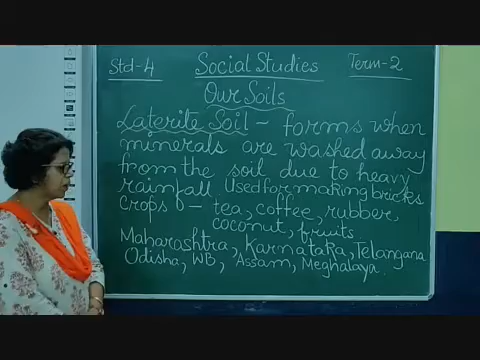 Std-4 Social Studies Term-2
Our Soils
Laterite Soil - forms when
minerals are washed away
from the soil due to heavy
rainfall Used for making bricks
crops - tea, coffee, rubber,
coconut, fruits.
Maharashtra, Karnataka, Telangana
Odisha, WB, Assam, Meghalaya.